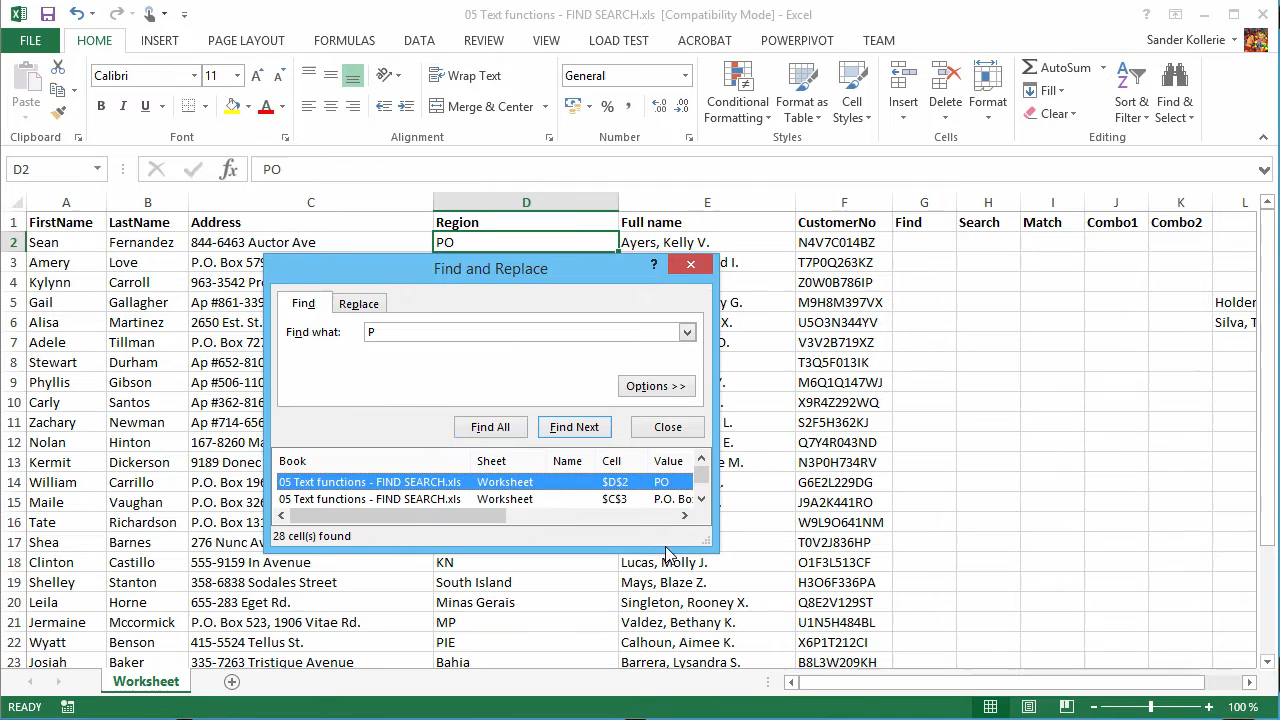 05 Text functions - FIND SEARCH.xls [Compatibility Mode] - Excel
FILE HOME INSERT PAGE LAYOUT FORMULAS DATA REVIEW VIEW LOAD TEST ACROBAT POWERPIVOT TEAM Sander Kollerie
Paste Calibri 11 Wrap Text General Conditional Formatting Format as Table Cell Styles Insert Delete Format AutoSum Fill Clear Sort & Filter Find & Select
B I U A Merge & Center %
Clipboard Font Alignment Number Styles Cells Editing
D2 fx PO
A B C D E F G H I J K L
1 FirstName LastName Address Region Full name CustomerNo Find Search Match Combo1 Combo2
2 Sean Fernandez 844-6463 Auctor Ave PO Ayers, Kelly V. N4V7C014BZ
3 Amery Love P.O. Box 579 d I. T7P0Q263KZ
4 Kylynn Carroll 963-3542 Pr Z0W0B786IP
5 Gail Gallagher Ap #861-339 y G. M9H8M397VX Holder
6 Alisa Martinez 2650 Est. St. X. U5O3N344YV Silva, T
7 Adele Tillman P.O. Box 727 V3V2B719XZ
8 Stewart Durham Ap #652-810 T3Q5F013IK
9 Phyllis Gibson Ap #506-110 M6Q1Q147WJ
10 Carly Santos Ap #362-816 X9R4Z292WQ
11 Zachary Newman Ap #714-656 L. S2F5H362KJ
12 Nolan Hinton 167-8260 Ma E. Q7Y4R043ND
13 Kermit Dickerson 9189 Donec e M. N3P0H734RV
14 William Carrillo P.O. Box 196 G6E2L229DG
15 Maile Vaughan P.O. Box 326 J9A2K441RO
16 Tate Richardson P.O. Box 131 W9L9O641NM
17 Shea Barnes 276 Nunc Av T0V2J836HP
18 Clinton Castillo 555-9159 In Avenue KN Lucas, Molly J. O1F3L513CF
19 Shelley Stanton 358-6838 Sodales Street South Island Mays, Blaze Z. H3O6F336PA
20 Leila Horne 655-283 Eget Rd. Minas Gerais Singleton, Rooney X. Q8E2V129ST
21 Jermaine Mccormick P.O. Box 523, 1906 Vitae Rd. MP Valdez, Bethany K. U1N5H484BL
22 Wyatt Benson 415-5524 Tellus St. PIE Calhoun, Aimee K. X6P1T212CI
23 Josiah Baker 335-7263 Tristique Avenue Bahia Barrera, Lysandra S. B8L3W209KH
Find and Replace
Find Replace
Find what: P
Options >>
Find All Find Next Close
Book Sheet Name Cell Value
05 Text functions - FIND SEARCH.xls Worksheet $D$2 PO
05 Text functions - FIND SEARCH.xls Worksheet $C$3 P.O. Bo
28 cell(s) found
Worksheet
READY 100 %